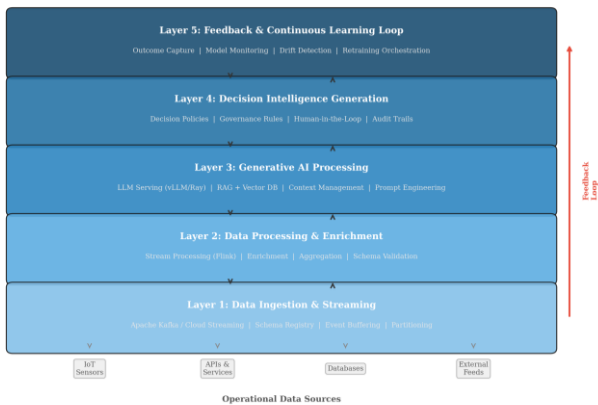 Layer 5: Feedback & Continuous Learning Loop
Outcome Capture | Model Monitoring | Drift Detection | Retraining Orchestration
Layer 4: Decision Intelligence Generation
Decision Policies | Governance Rules | Human-in-the-Loop | Audit Trails
Layer 3: Generative AI Processing
LLM Serving (vLLM/Ray) | RAG + Vector DB | Context Management | Prompt Engineering
Layer 2: Data Processing & Enrichment
Stream Processing (Flink) | Enrichment | Aggregation | Schema Validation
Layer 1: Data Ingestion & Streaming
Apache Kafka / Cloud Streaming | Schema Registry | Event Buffering | Partitioning
Feedback
Loop
IoT
Sensors
APIs &
Services
Databases
External
Feeds
Operational Data Sources